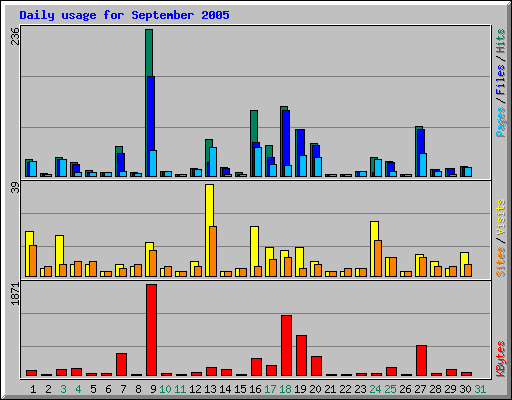 Daily usage for September 2005
236
Pages / Files / Hits
39
Sites / Visits
1871
KBytes
1 2 3 4 5 6 7 8 9 10 11 12 13 14 15 16 17 18 19 20 21 22 23 24 25 26 27 28 29 30 31